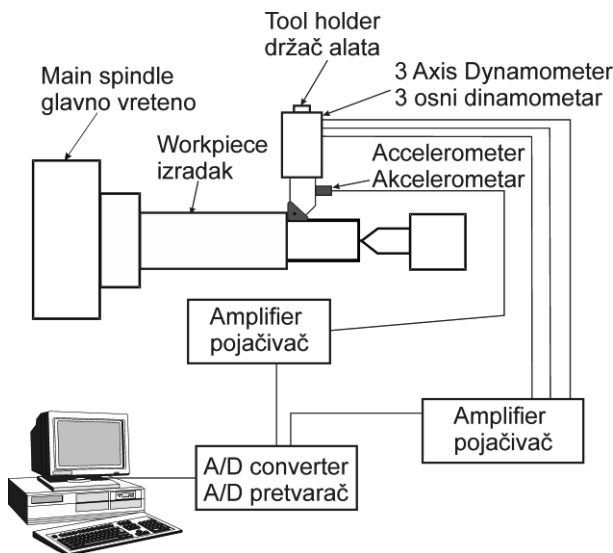 Tool holder
držač alata
Main spindle
glavno vreteno
3 Axis Dynamometer
3 osni dinamometar
Workpiece
izradak
Accelerometer
Akcelerometar
Amplifier
pojačivač
Amplifier
pojačivač
A/D converter
A/D pretvarač